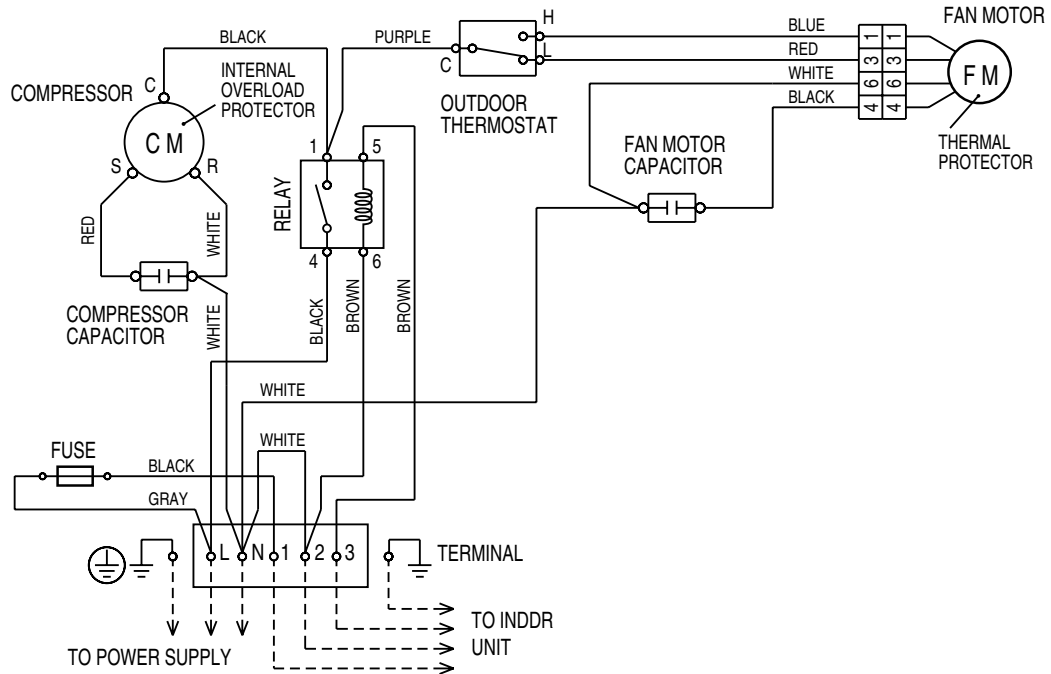 H
FAN MOTOR
BLACK
PURPLE
BLUE
1 1
L
RED
3 3
C
INTERNAL
OVERLOAD
PROTECTOR
C
WHITE
6 6
FM
COMPRESSOR
OUTDOOR
THERMOSTAT
BLACK
4 4
CM
1
5
FAN MOTOR
CAPACITOR
THERMAL
PROTECTOR
S
R
RELAY
RED
WHITE
4
6
COMPRESSOR
CAPACITOR
WHITE
BLACK
BROWN
BROWN
WHITE
WHITE
FUSE
BLACK
GRAY
L
N
1
2
3
TERMINAL
TO INDDR
UNIT
TO POWER SUPPLY